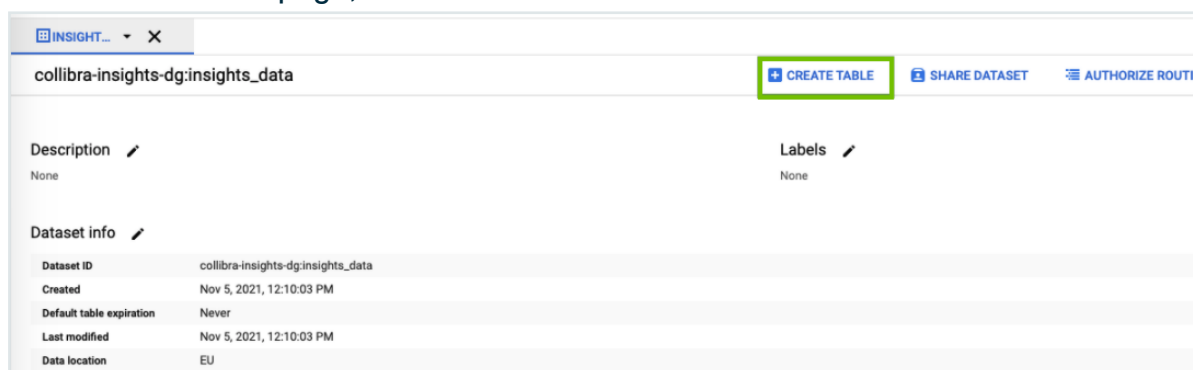 INSIGHT...
collibra-insights-dg:insights_data
CREATE TABLE
SHARE DATASET
AUTHORIZE ROUTI
Description
Labels
None
None
Dataset info
Dataset ID collibra-insights-dg:insights_data
Created Nov 5, 2021, 12:10:03 PM
Default table expiration Never
Last modified Nov 5, 2021, 12:10:03 PM
Data location EU